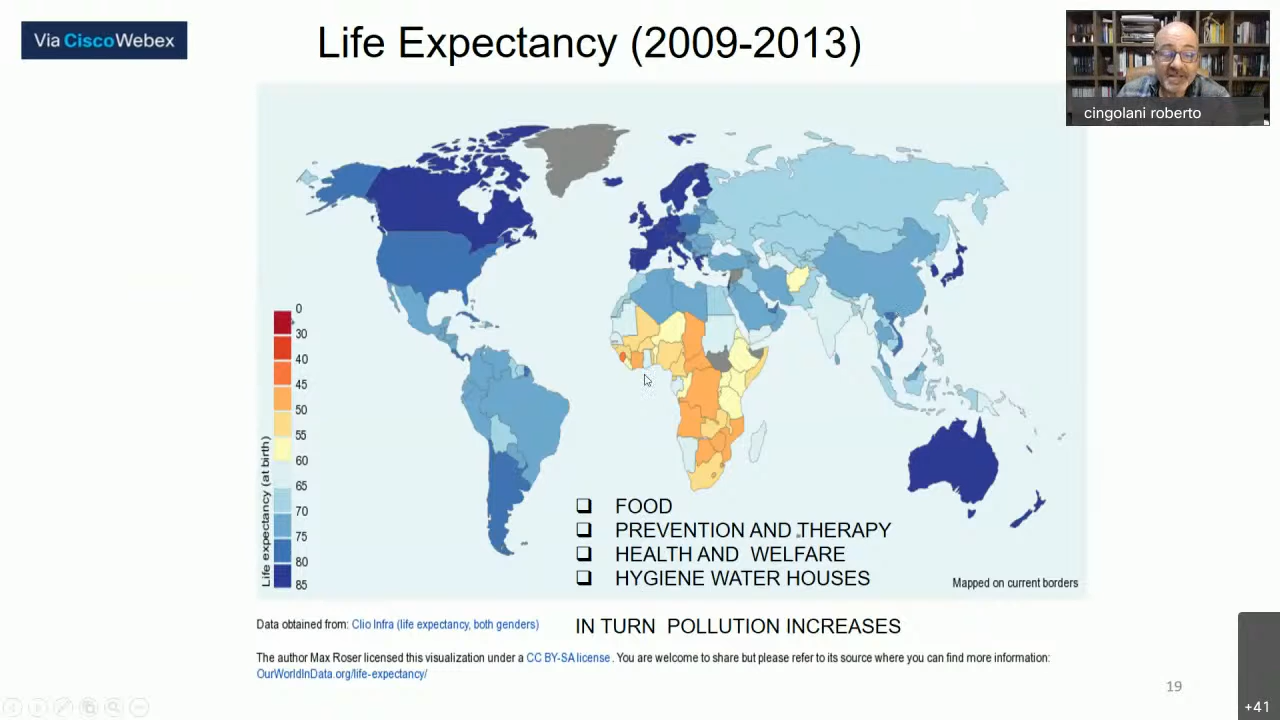 Via CiscoWebex
Life Expectancy (2009-2013)
cingolani roberto
0
30
40
45
50
55
60
65
70
75
80
85
Life expectancy (at birth)
❑ FOOD
❑ PREVENTION AND THERAPY
❑ HEALTH AND WELFARE
❑ HYGIENE WATER HOUSES
Mapped on current borders
Data obtained from: Clio Infra (life expectancy, both genders)
IN TURN POLLUTION INCREASES
The author Max Roser licensed this visualization under a CC BY-SA license. You are welcome to share but please refer to its source where you can find more information:
OurWorldInData.org/life-expectancy/
19
+41